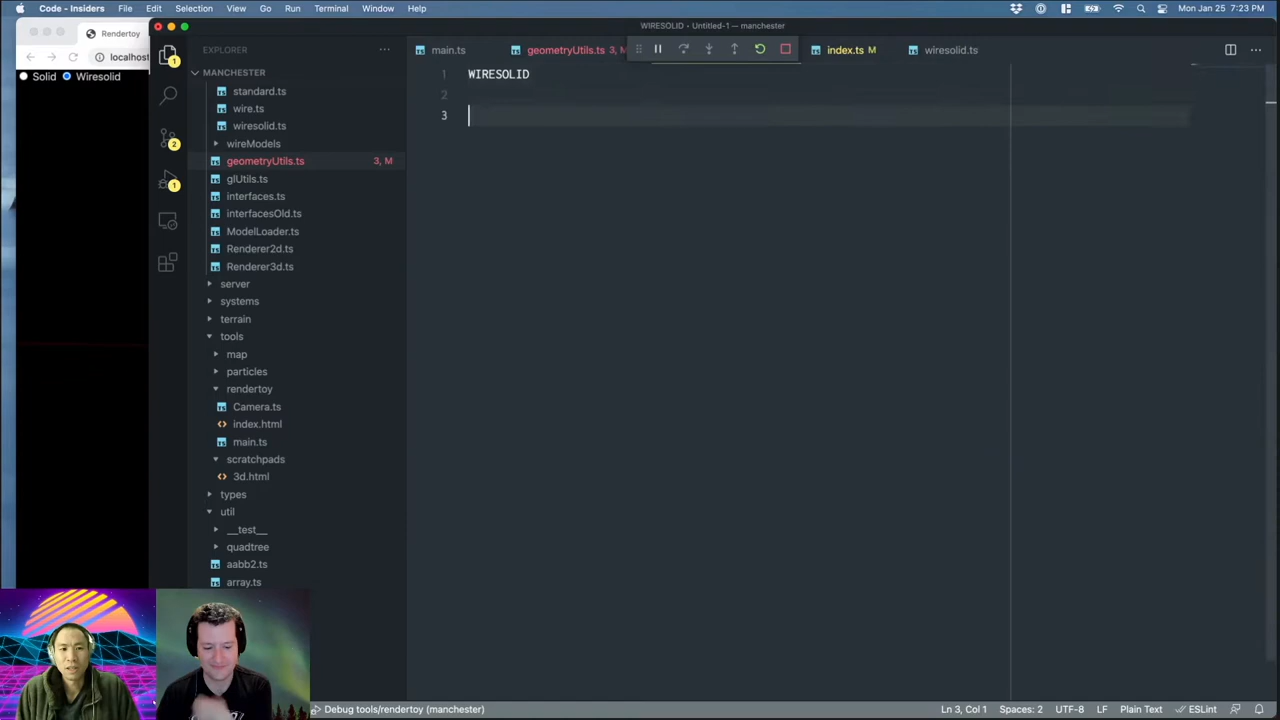 Code - Insiders File Edit Selection View Go Run Terminal Window Help Mon Jan 25 7:23 PM
WIRESOLID - Untitled-1 — manchester
Rendertoy
localhost
Solid Wiresolid
EXPLORER
MANCHESTER
standard.ts
wire.ts
wiresolid.ts
wireModels
geometryUtils.ts 3, M
glUtils.ts
interfaces.ts
interfacesOld.ts
ModelLoader.ts
Renderer2d.ts
Renderer3d.ts
server
systems
terrain
tools
map
particles
rendertoy
Camera.ts
index.html
main.ts
scratchpads
3d.html
types
util
__test__
quadtree
aabb2.ts
array.ts
1
2
1
1
main.ts geometryUtils.ts 3, M index.ts M wiresolid.ts
1 WIRESOLID
2
3
Debug tools/rendertoy (manchester) Ln 3, Col 1 Spaces: 2 UTF-8 LF Plain Text ESLint